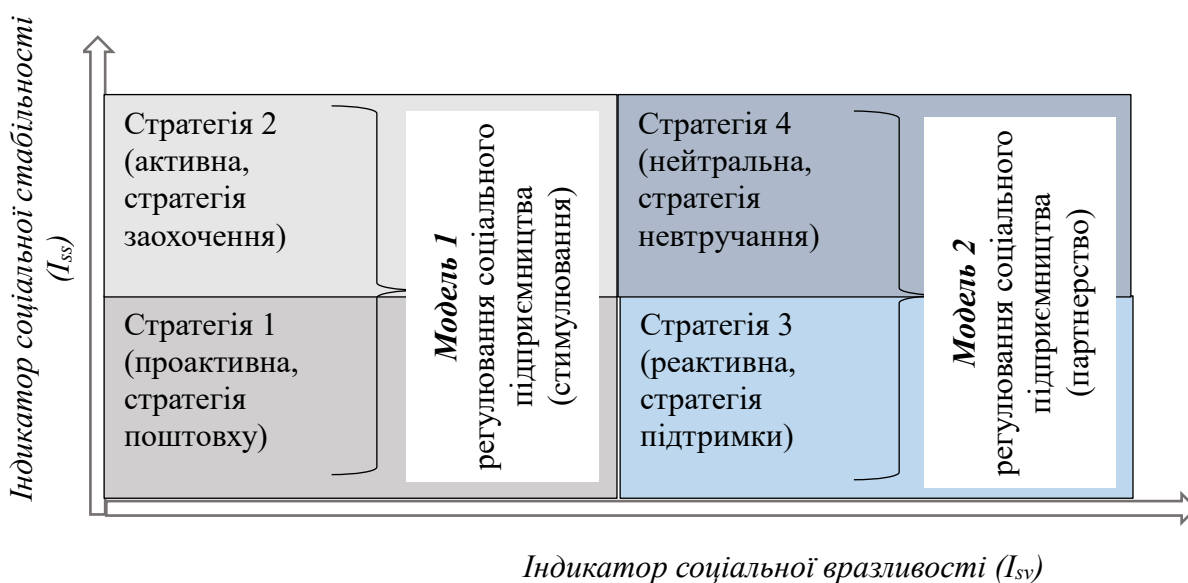 Індикатор соціальної стабільності
(Iss)
Стратегія 2
(активна,
стратегія
заохочення)
Стратегія 1
(проактивна,
стратегія
поштовху)
Модель 1
регулювання соціального
підприємництва
(стимулювання)
Стратегія 4
(нейтральна,
стратегія
невтручання)
Стратегія 3
(реактивна,
стратегія
підтримки)
Модель 2
регулювання соціального
підприємництва
(партнерство)
Індикатор соціальної вразливості (Isv)